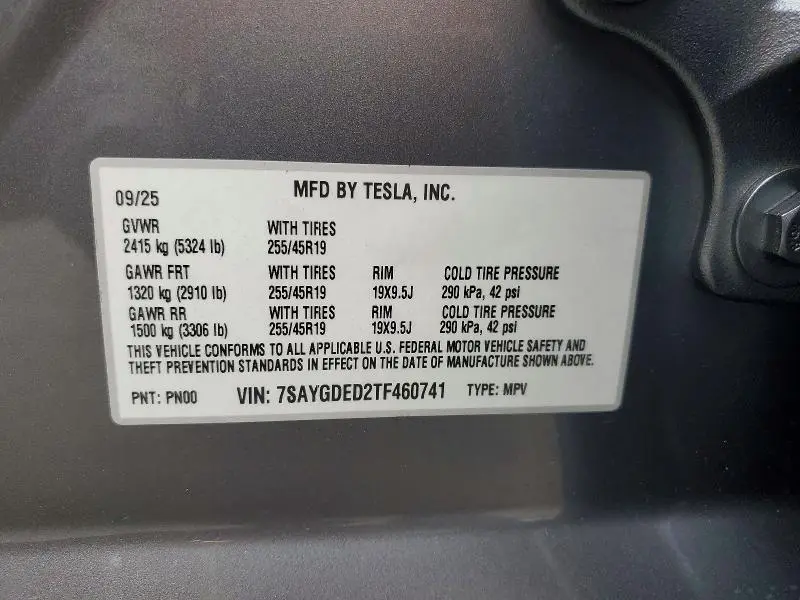 09/25 MFD BY TESLA, INC.
GVWR WITH TIRES
2415 kg (5324 lb) 255/45R19
GAWR FRT WITH TIRES RIM COLD TIRE PRESSURE
1320 kg (2910 lb) 255/45R19 19X9.5J 290 kPa, 42 psi
GAWR RR WITH TIRES RIM COLD TIRE PRESSURE
1500 kg (3306 lb) 255/45R19 19X9.5J 290 kPa, 42 psi
THIS VEHICLE CONFORMS TO ALL APPLICABLE U.S. FEDERAL MOTOR VEHICLE SAFETY AND
THEFT PREVENTION STANDARDS IN EFFECT ON THE DATE OF MANUFACTURE SHOWN ABOVE.
PNT: PN00 VIN: 7SAYGDED2TF460741 TYPE: MPV